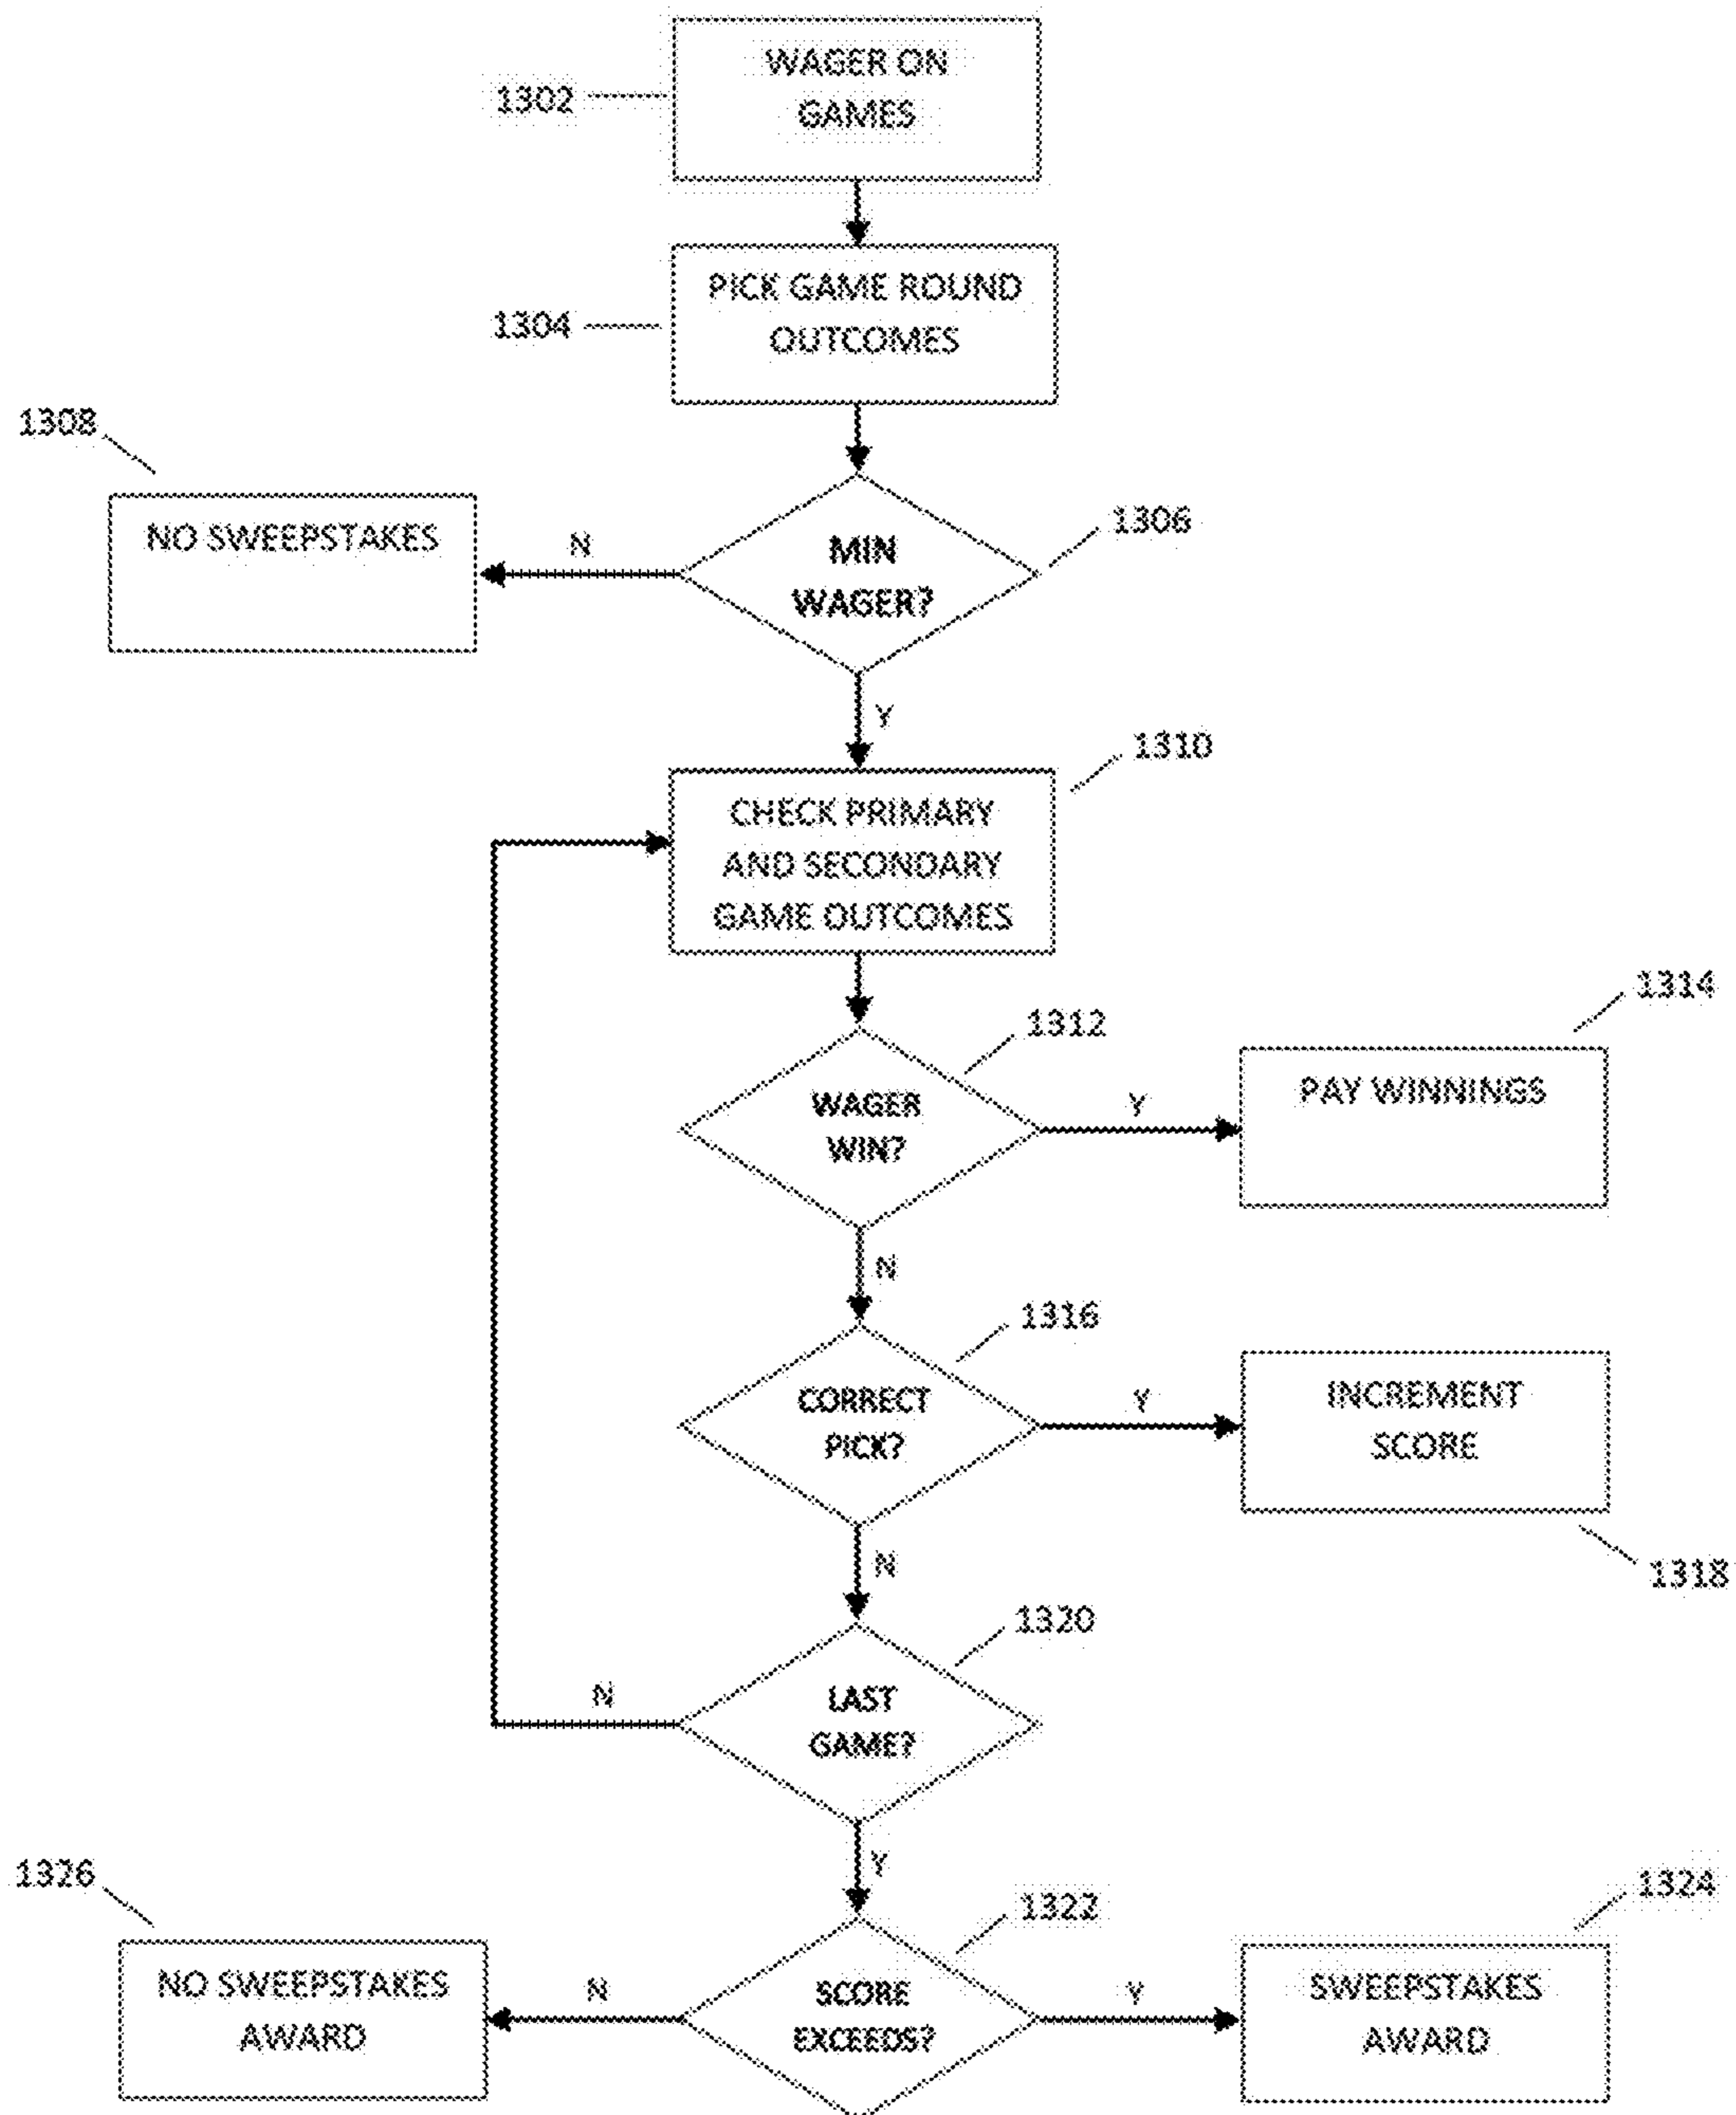 WAGER ON
GAMES
1302
PICK GAME ROUND
OUTCOMES
1304
1308
NO SWEEPSTAKES
N
MIN
WAGER?
1306
Y
1310
CHECK PRIMARY
AND SECONDARY
GAME OUTCOMES
1312
1314
WAGER
WIN?
Y
PAY WINNINGS
N
1316
CORRECT
PICK?
Y
INCREMENT
SCORE
1318
N
1320
LAST
GAME?
N
Y
1326
1322
1324
NO SWEEPSTAKES
AWARD
N
SCORE
EXCEEDS?
Y
SWEEPSTAKES
AWARD